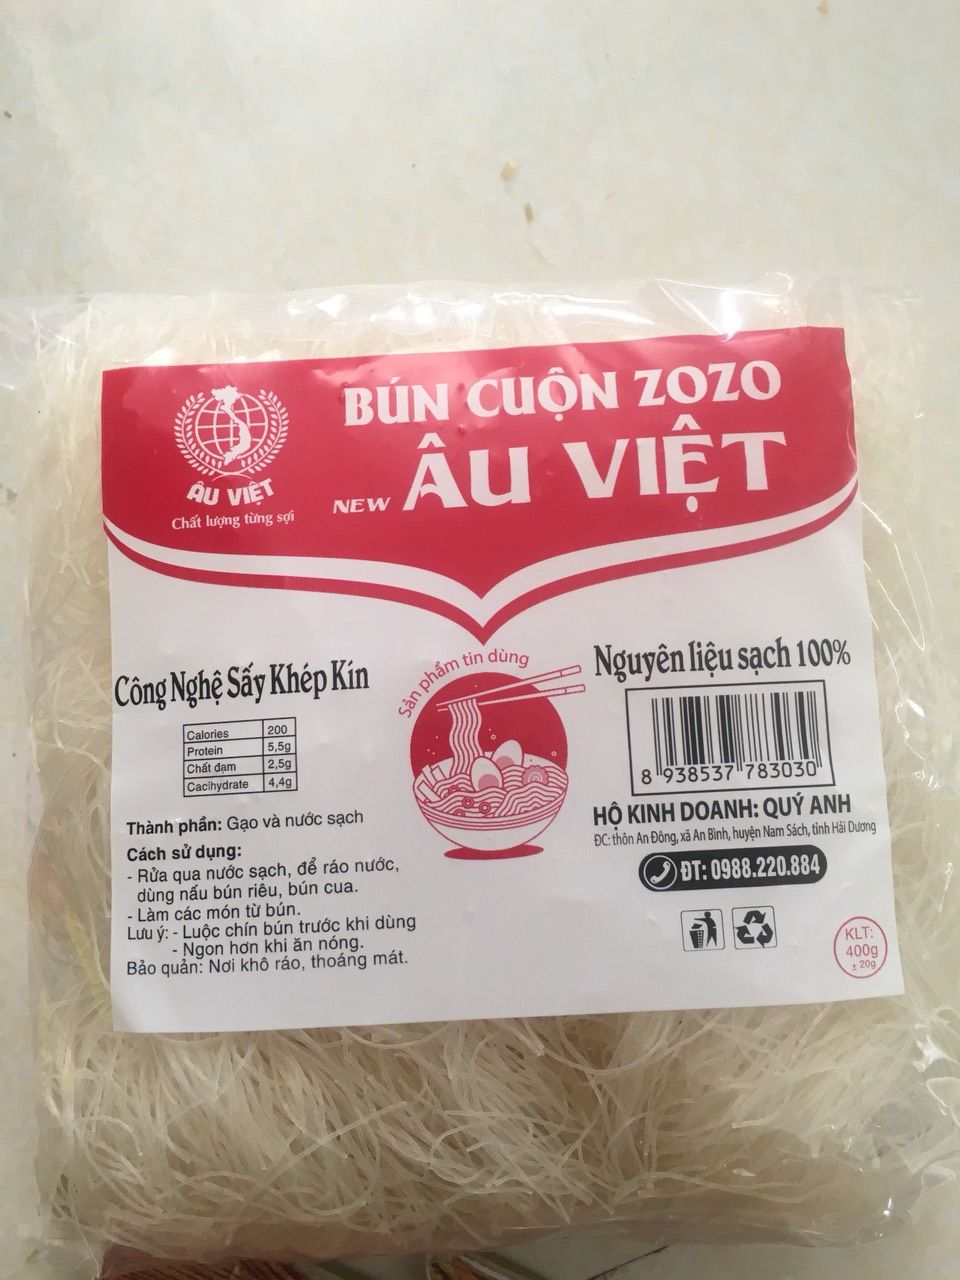 ÂU VIỆT
Chất lượng từng sợi
BÚN CUỘN ZOZO
NEW ÂU VIỆT
Sản phẩm tin dùng
Công Nghệ Sấy Khép Kín
Calories 200
Protein 5,5g
Chất đạm 2,5g
Cacihydrate 4,4g
Thành phần: Gạo và nước sạch
Cách sử dụng:
- Rửa qua nước sạch, để ráo nước,
dùng nấu bún riêu, bún cua.
- Làm các món từ bún.
Lưu ý: - Luộc chín bún trước khi dùng
- Ngon hơn khi ăn nóng.
Bảo quản: Nơi khô ráo, thoáng mát.
Nguyên liệu sạch 100%
8 938537 783030
HỘ KINH DOANH: QUÝ ANH
ĐC: thôn An Đông, xã An Bình, huyện Nam Sách, tỉnh Hải Dương
ĐT: 0988.220.884
KLT:
400g
± 20g